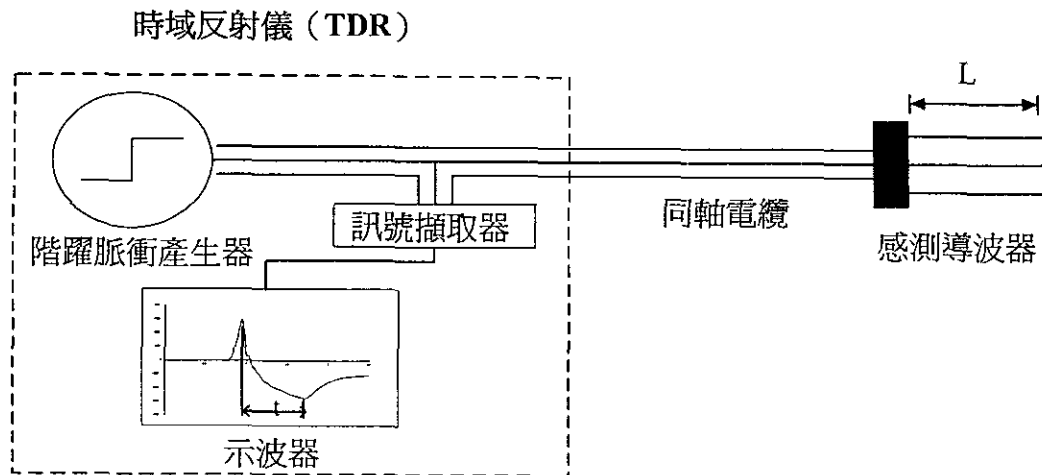 時域反射儀（TDR）
L
階躍脈衝產生器
訊號擷取器
同軸電纜
感測導波器
t
示波器